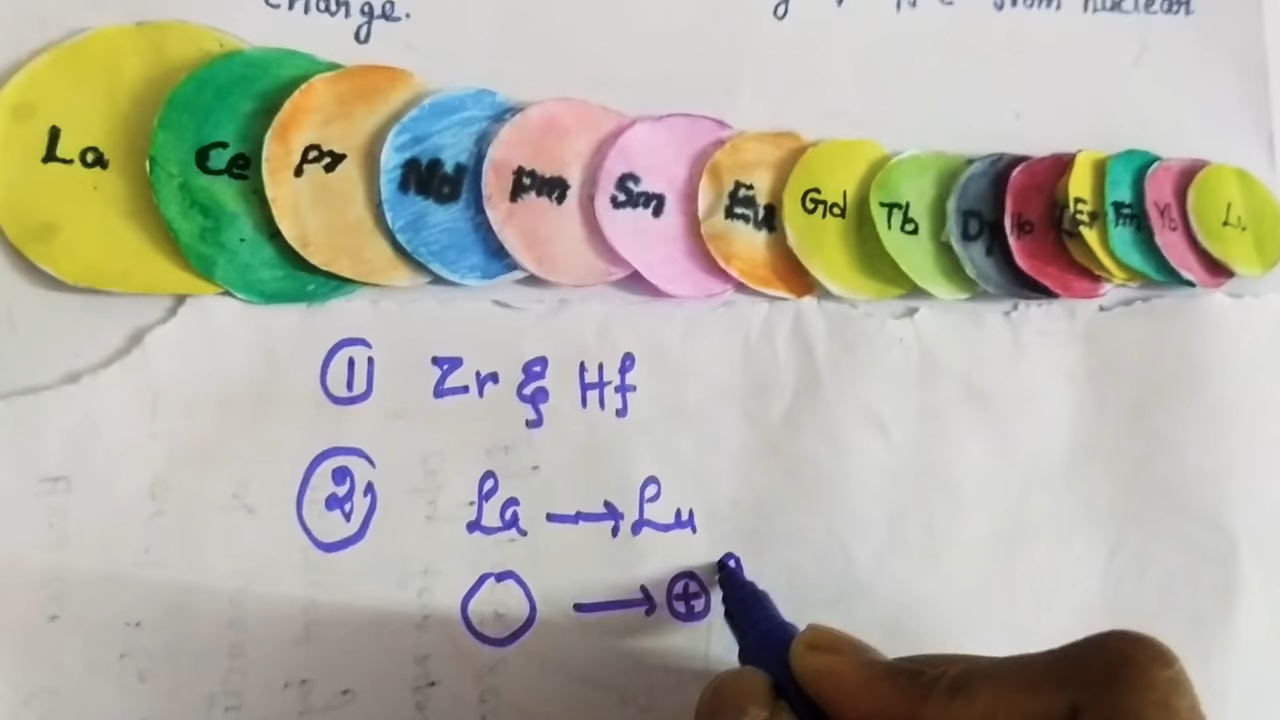 charge. from nuclear
La Ce Pr Nd Pm Sm Eu Gd Tb Dy Ho Er Tm Yb Lu
① Zr & Hf
② La → Lu
○ → ⊕